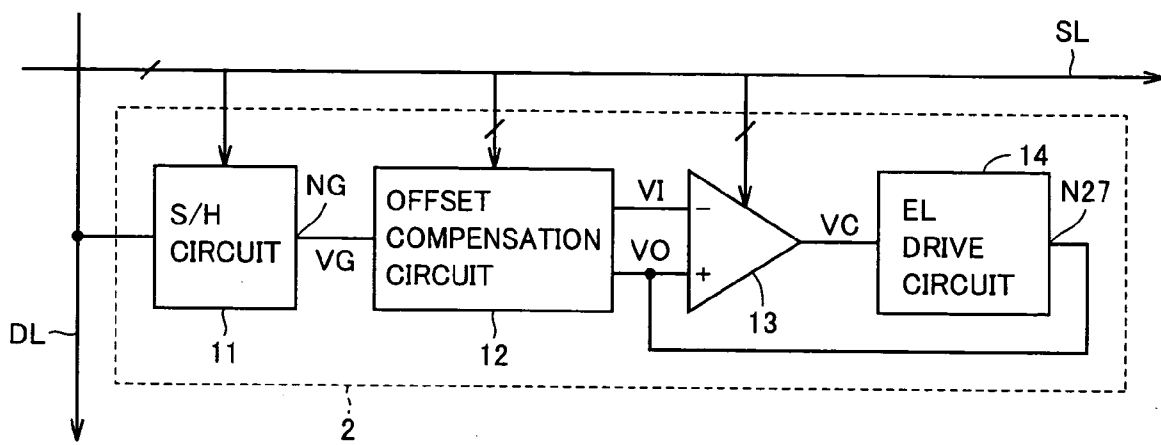 SL
14
NG
VI
N27
S/H
CIRCUIT
OFFSET
COMPENSATION
CIRCUIT
−
+
VC
EL
DRIVE
CIRCUIT
VG
VO
DL
11
12
13
2